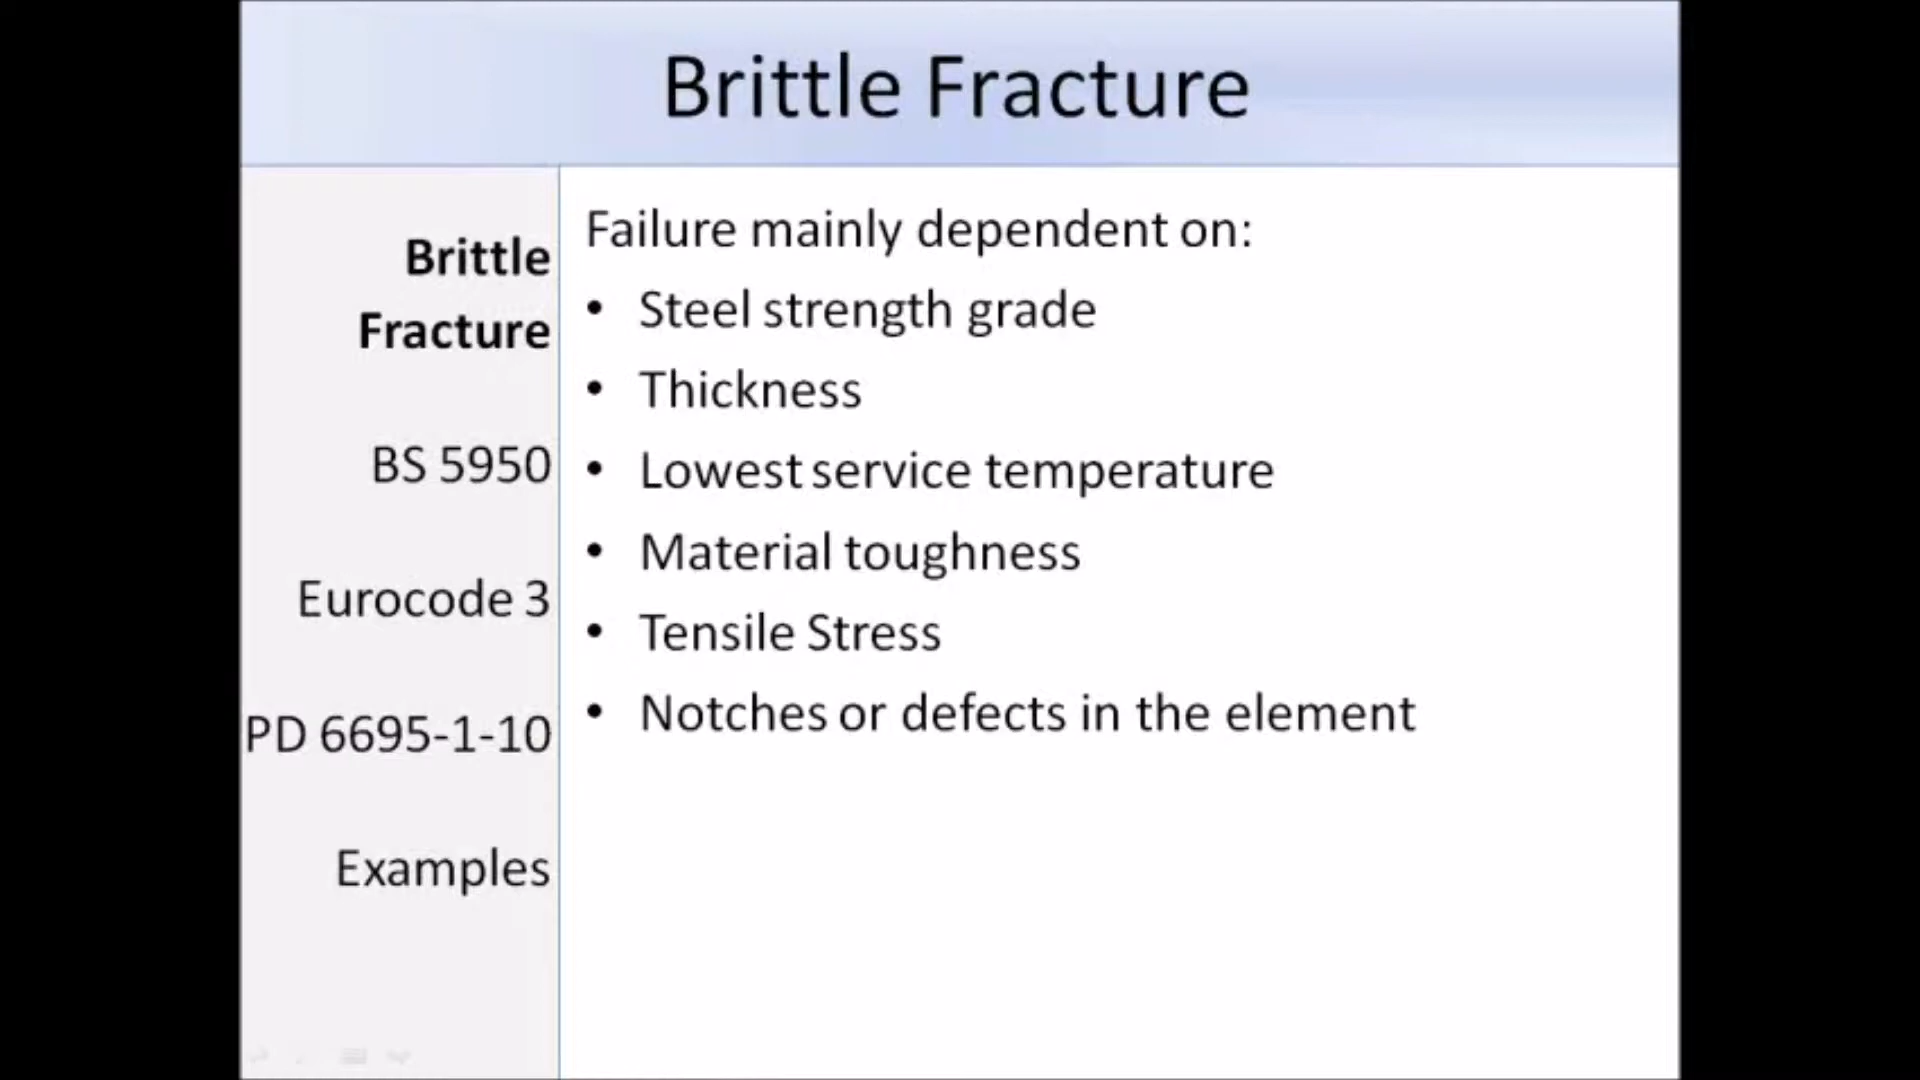 Brittle Fracture
Brittle
Fracture
BS 5950
Eurocode 3
PD 6695-1-10
Examples
Failure mainly dependent on:
• Steel strength grade
• Thickness
• Lowest service temperature
• Material toughness
• Tensile Stress
• Notches or defects in the element